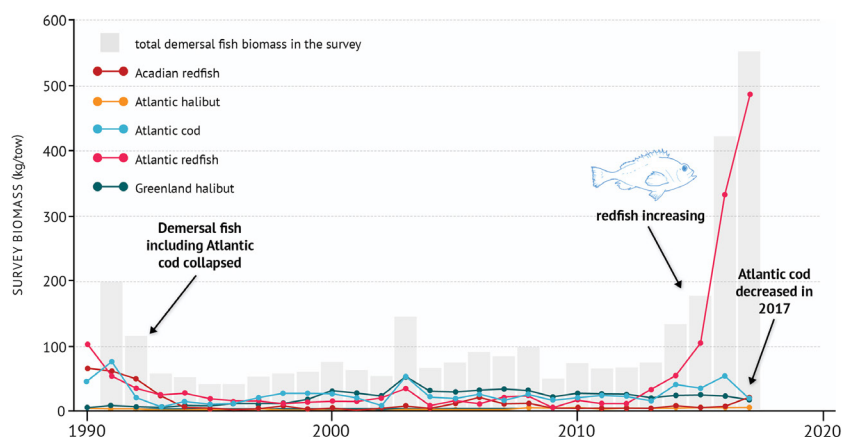 600
500
400
300
200
100
0
SURVEY BIOMASS (kg/tow)
total demersal fish biomass in the survey
Acadian redfish
Atlantic halibut
Atlantic cod
Atlantic redfish
Greenland halibut
Demersal fish
including Atlantic
cod collapsed
redfish increasing
Atlantic cod
decreased in
2017
1990
2000
2010
2020